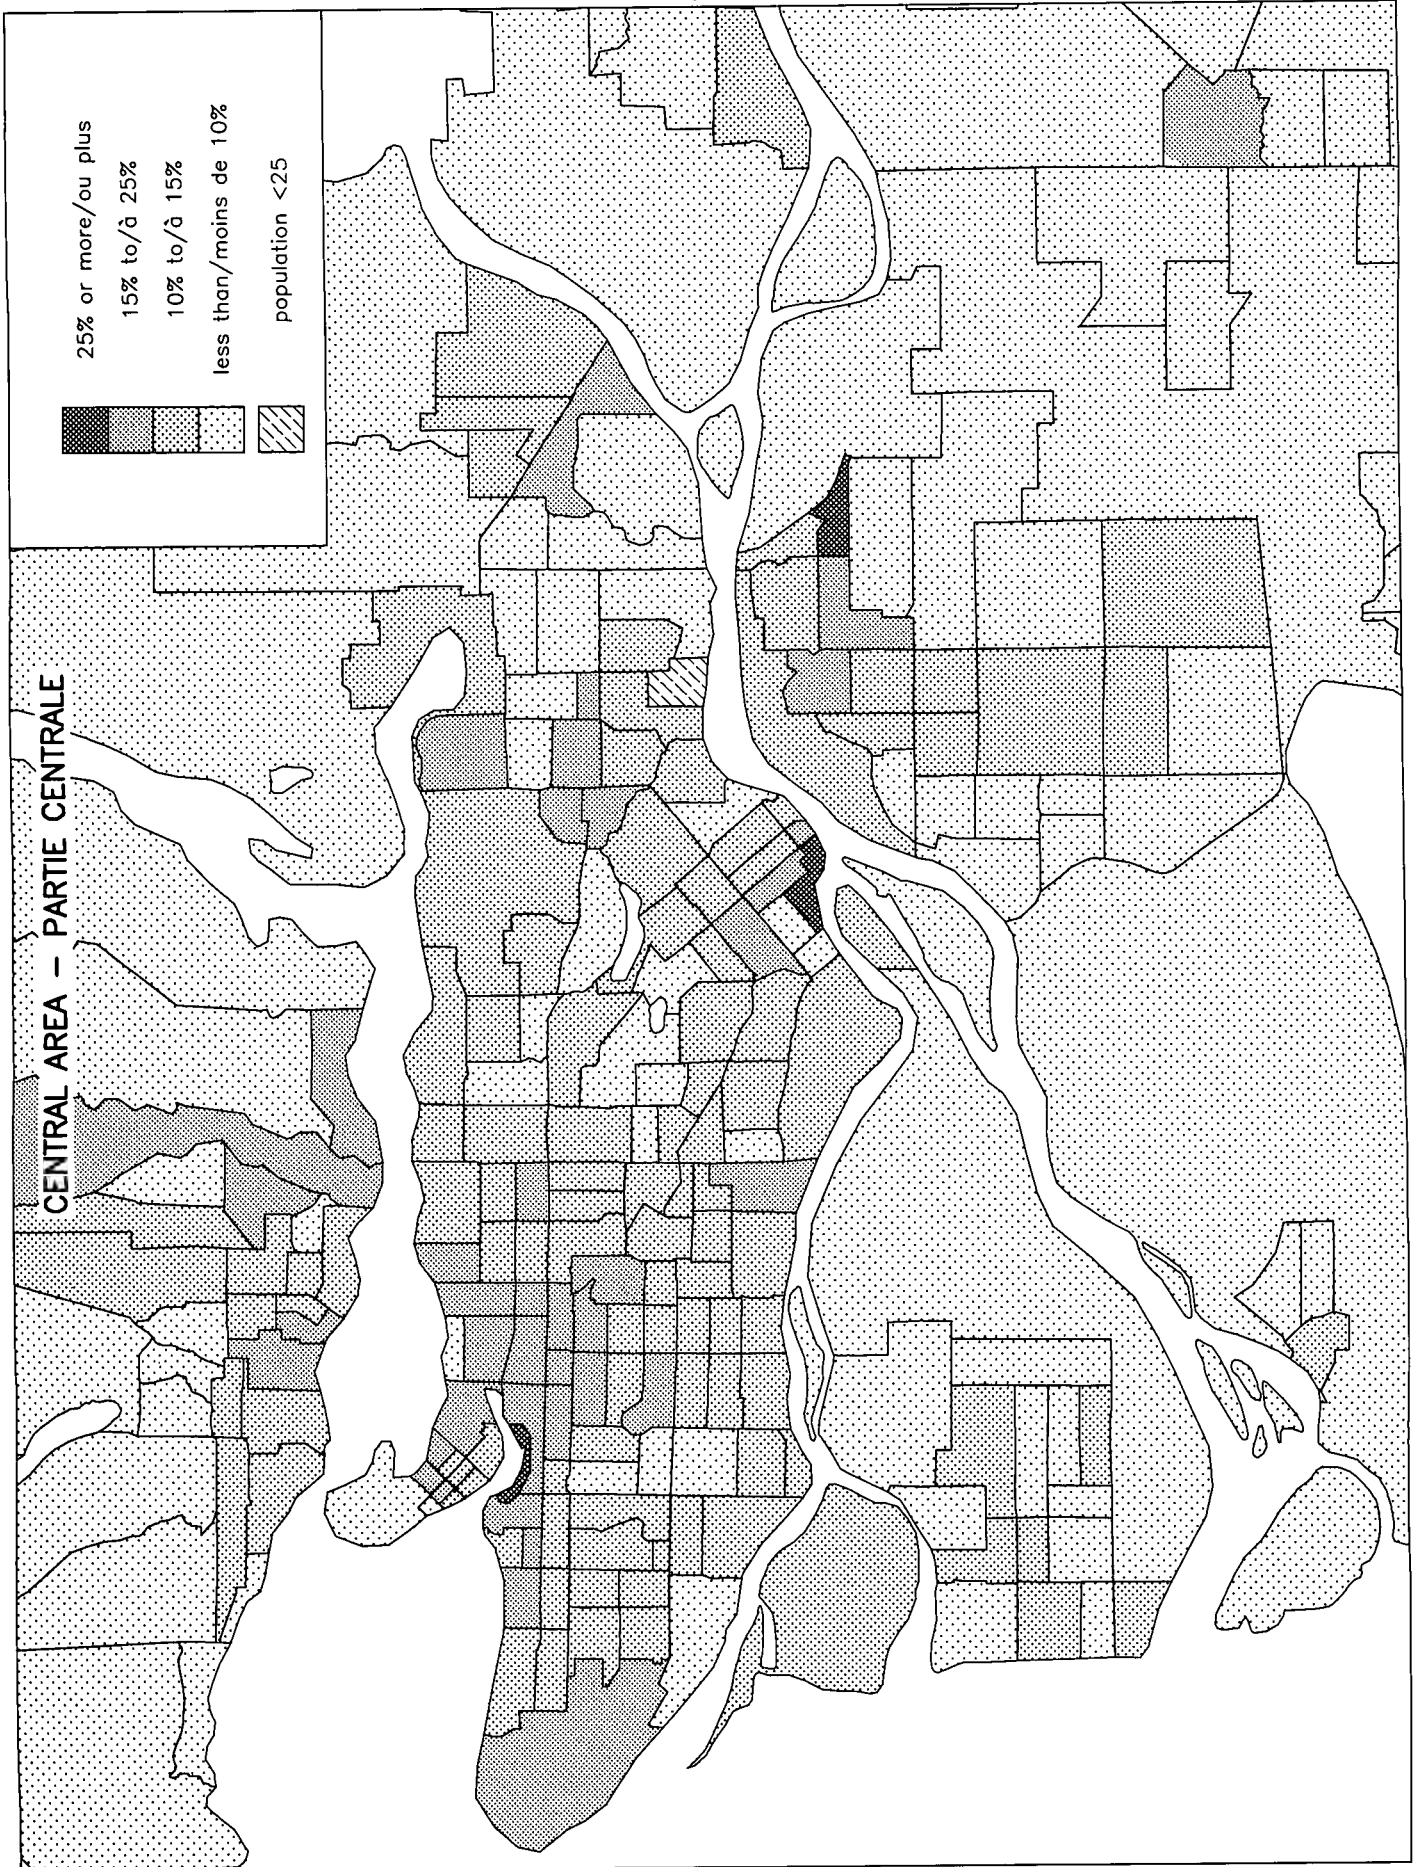 CENTRAL AREA – PARTIE CENTRALE
25% or more/ou plus
15% to/à 25%
10% to/à 15%
less than/moins de 10%
population <25